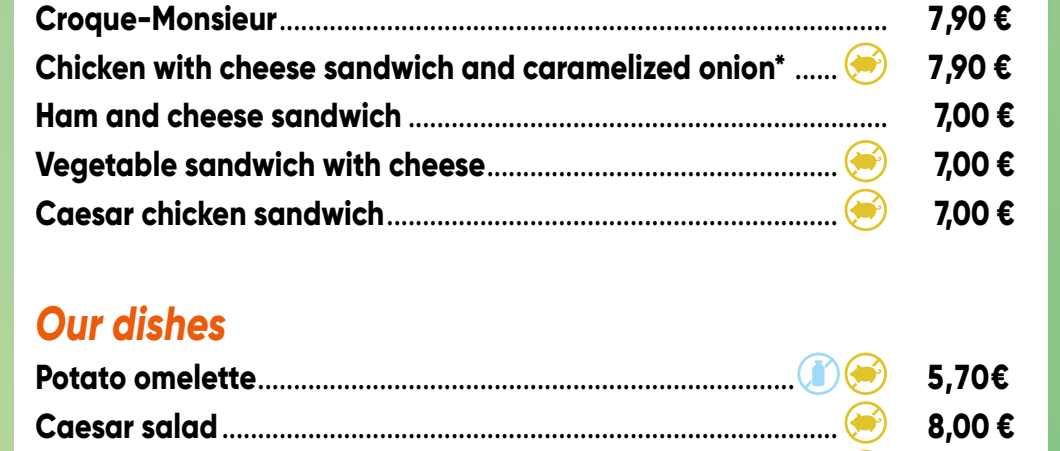 Croque-Monsieur........................................................................................ 7,90 €
Chicken with cheese sandwich and caramelized onion* ...... 7,90 €
Ham and cheese sandwich ..................................................................... 7,00 €
Vegetable sandwich with cheese................................................... 7,00 €
Caesar chicken sandwich................................................................. 7,00 €
Our dishes
Potato omelette.............................................................................. 5,70€
Caesar salad ......................................................................................... 8,00 €